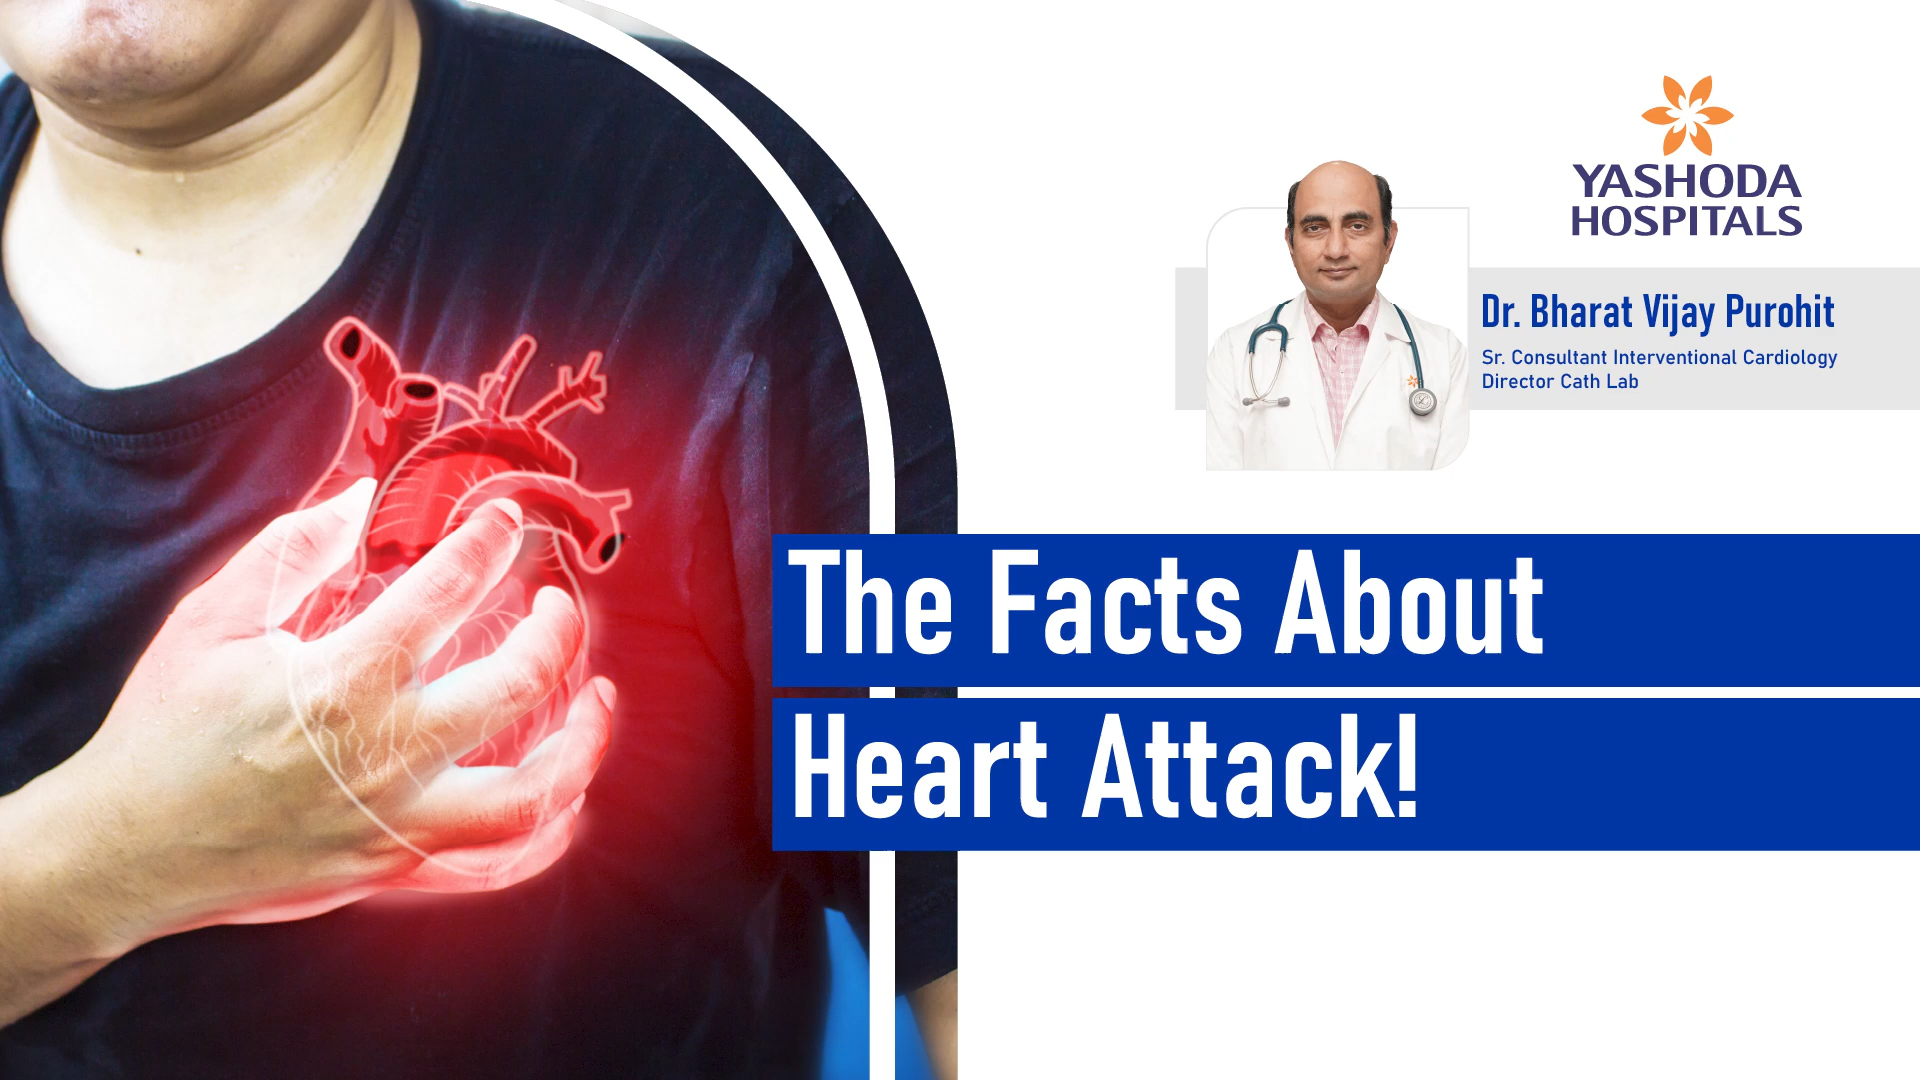 YASHODA
HOSPITALS
Dr. Bharat Vijay Purohit
Sr. Consultant Interventional Cardiology
Director Cath Lab
The Facts About
Heart Attack!